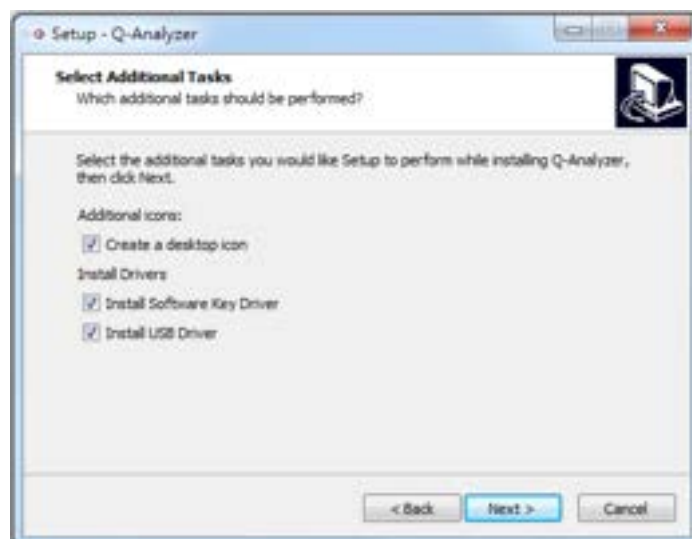 Setup - Q-Analyzer
Select Additional Tasks
Which additional tasks should be performed?
Select the additional tasks you would like Setup to perform while installing Q-Analyzer,
then click Next.
Additional icons:
Create a desktop icon
Install Drivers
Install Software Key Driver
Install USB Driver
< Back
Next >
Cancel